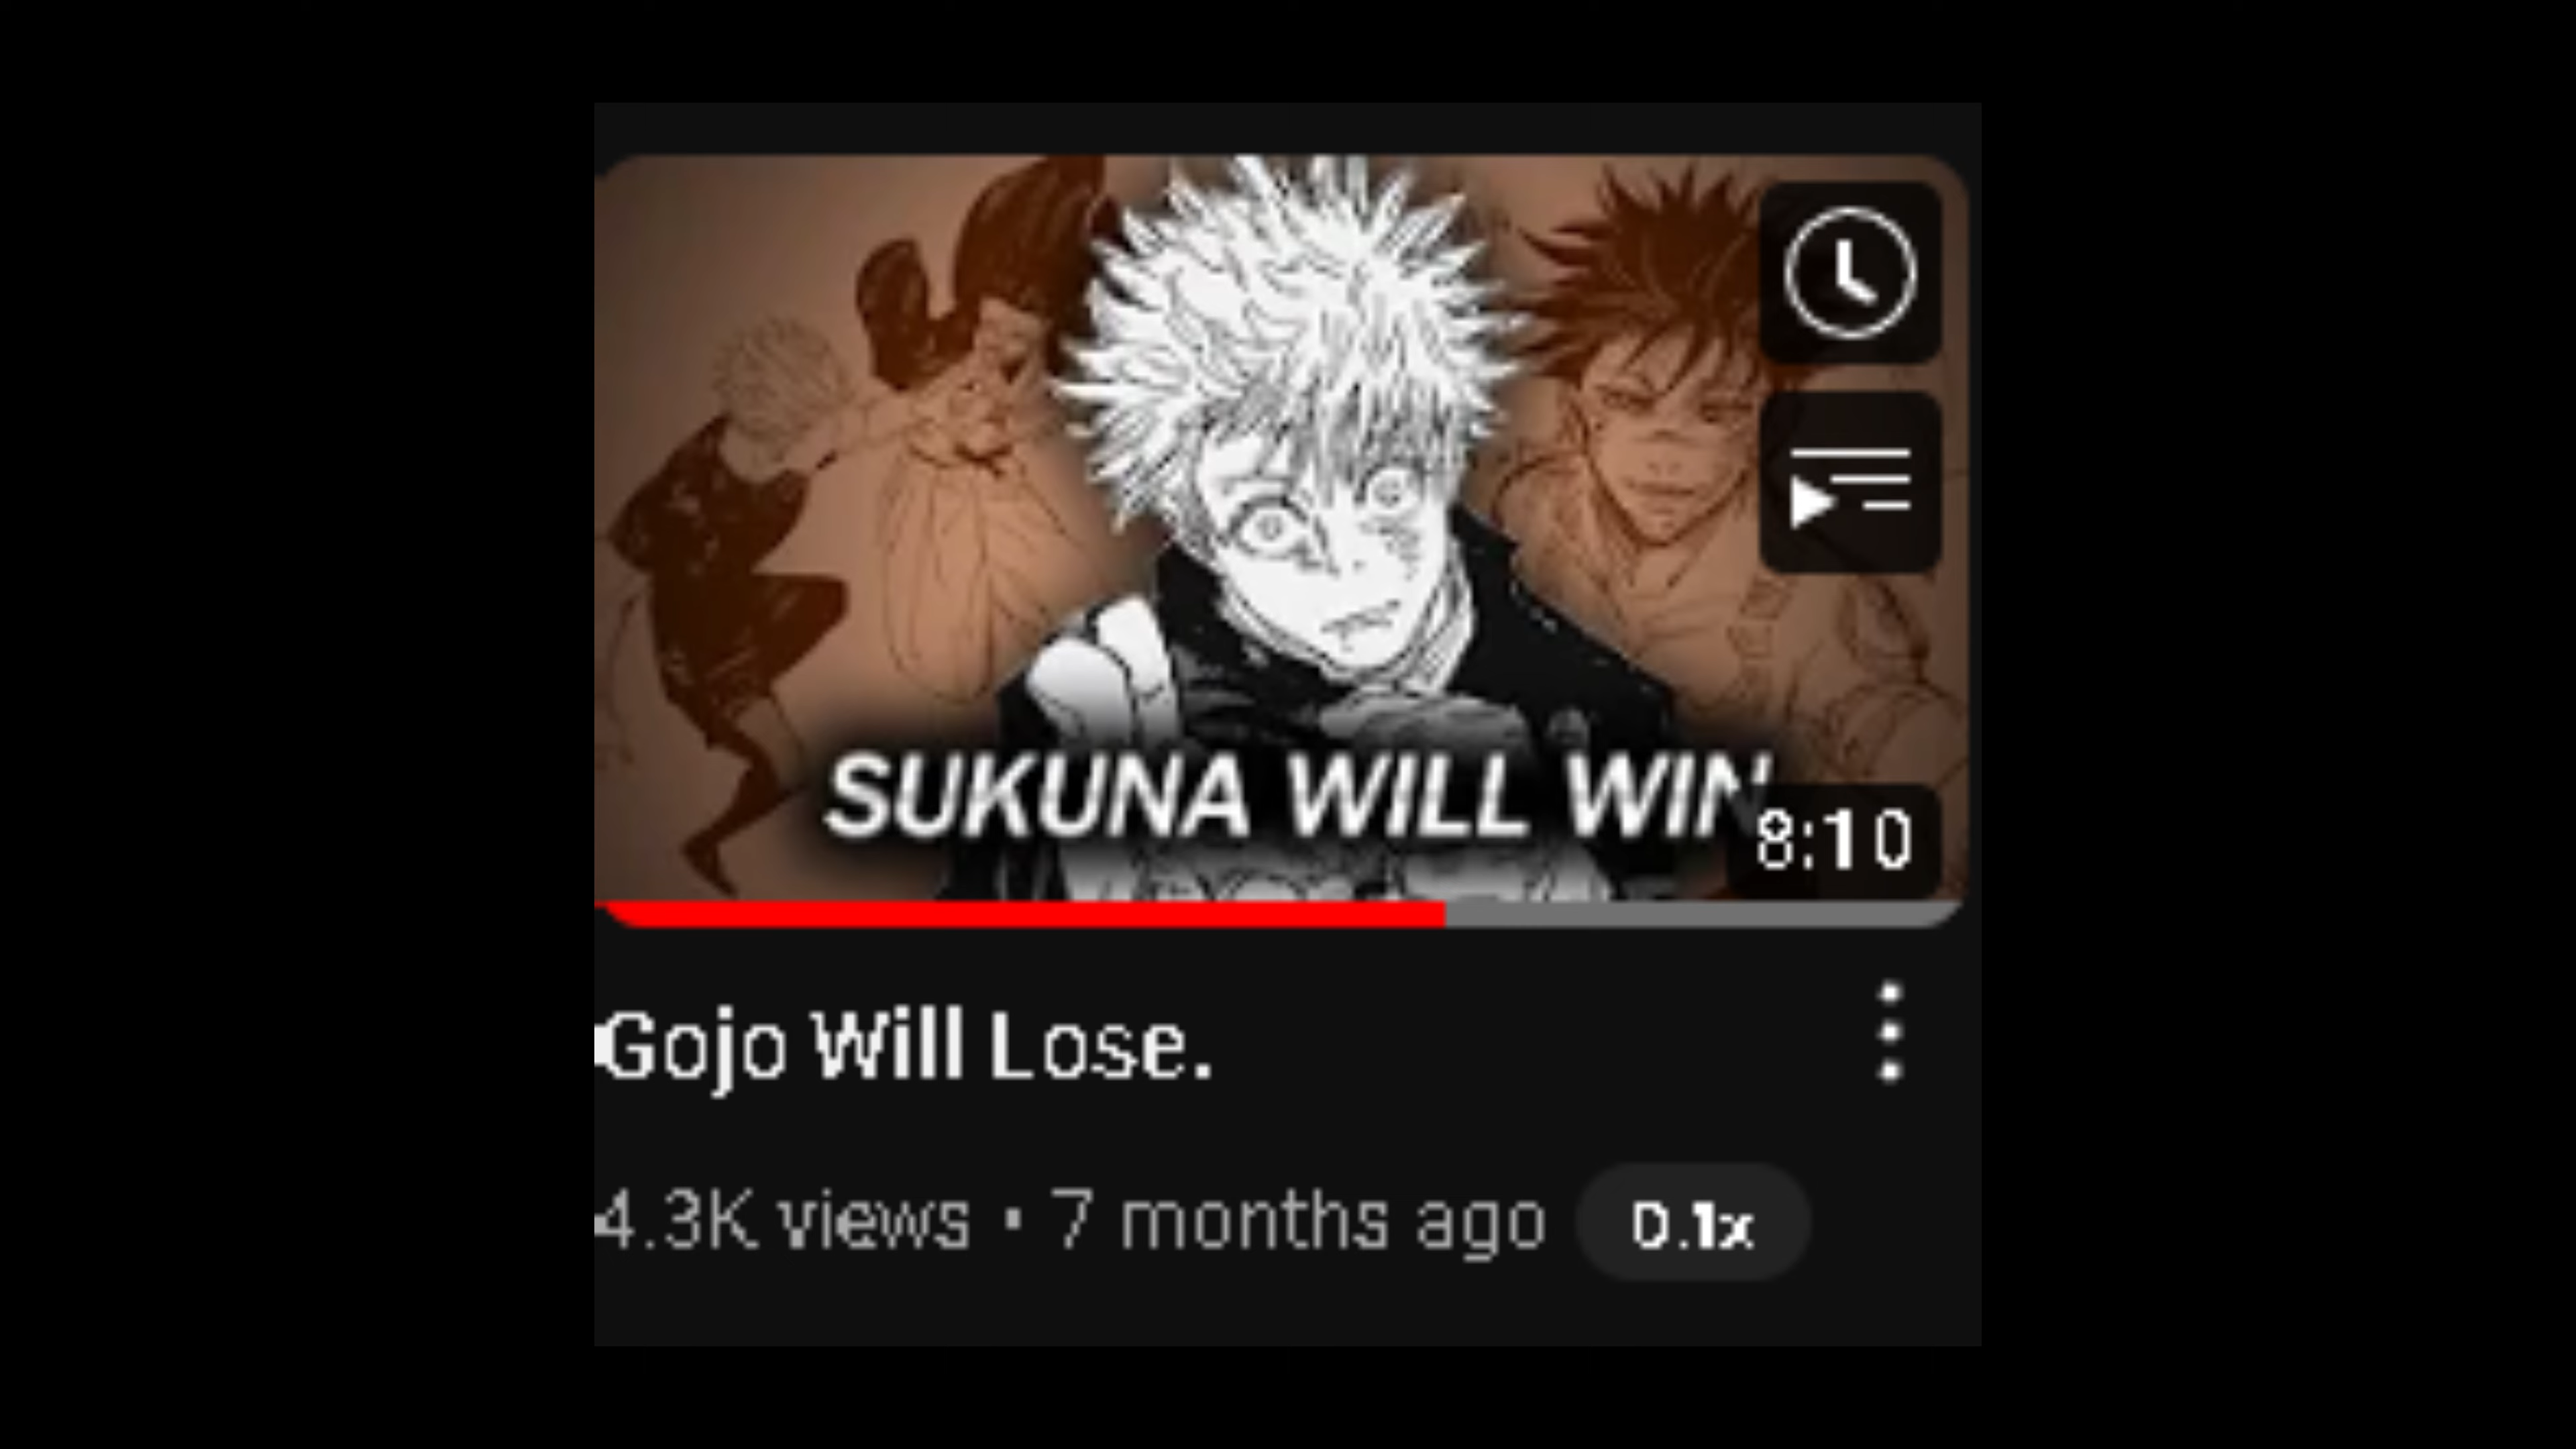 SUKUNA WILL WIN
8:10
Gojo Will Lose.
4.3K views • 7 months ago 0.1x